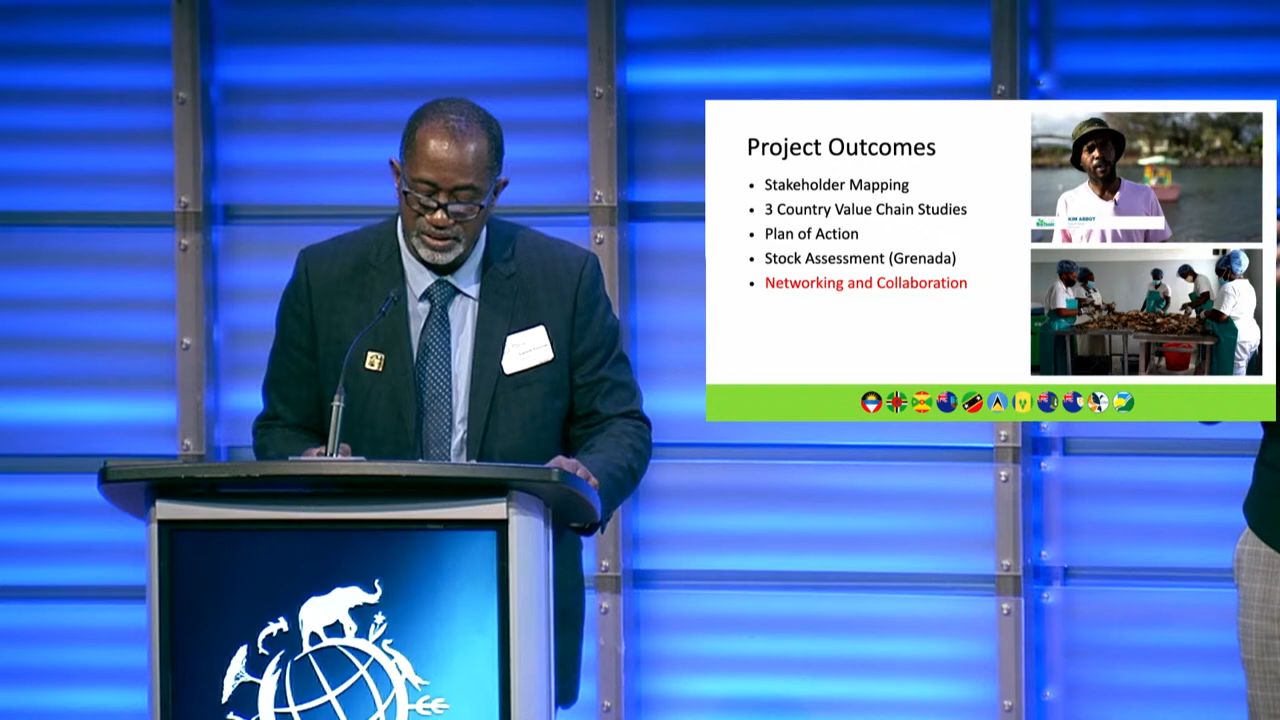 Project Outcomes
• Stakeholder Mapping
• 3 Country Value Chain Studies
• Plan of Action
• Stock Assessment (Grenada)
• Networking and Collaboration
KIM ABBOT